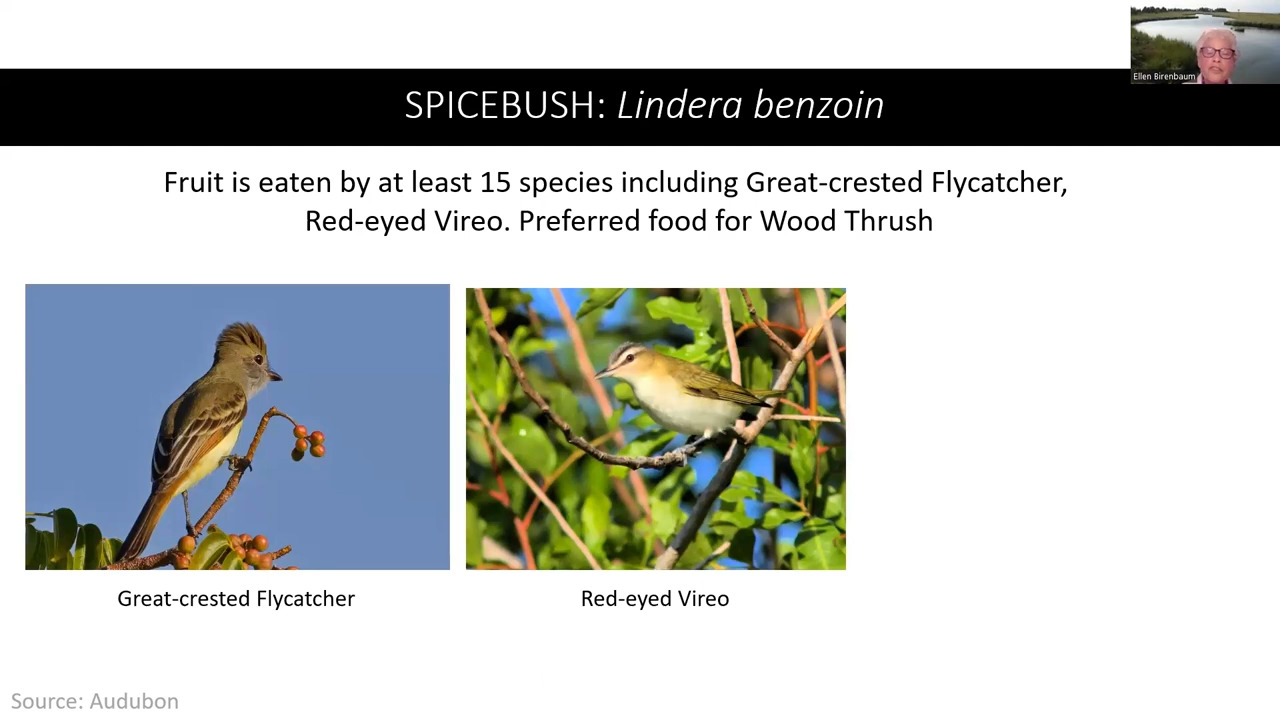 Ellen Birenbaum
SPICEBUSH: Lindera benzoin
Fruit is eaten by at least 15 species including Great-crested Flycatcher,
Red-eyed Vireo. Preferred food for Wood Thrush
Great-crested Flycatcher
Red-eyed Vireo
Source: Audubon